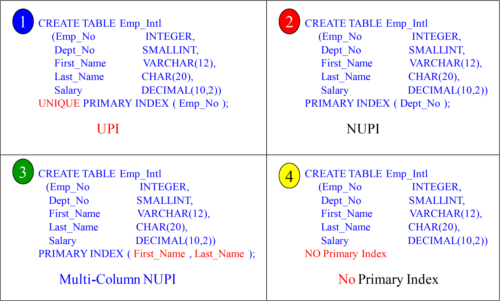 1
CREATE TABLE Emp_Intl
(Emp_No INTEGER,
Dept_No SMALLINT,
First_Name VARCHAR(12),
Last_Name CHAR(20),
Salary DECIMAL(10,2))
UNIQUE PRIMARY INDEX ( Emp_No );
UPI
2
CREATE TABLE Emp_Intl
(Emp_No INTEGER,
Dept_No SMALLINT,
First_Name VARCHAR(12),
Last_Name CHAR(20),
Salary DECIMAL(10,2))
PRIMARY INDEX ( Dept_No );
NUPI
3
CREATE TABLE Emp_Intl
(Emp_No INTEGER,
Dept_No SMALLINT,
First_Name VARCHAR(12),
Last_Name CHAR(20),
Salary DECIMAL(10,2))
PRIMARY INDEX ( First_Name , Last_Name );
Multi-Column NUPI
4
CREATE TABLE Emp_Intl
(Emp_No INTEGER,
Dept_No SMALLINT,
First_Name VARCHAR(12),
Last_Name CHAR(20),
Salary DECIMAL(10,2))
NO Primary Index
No Primary Index